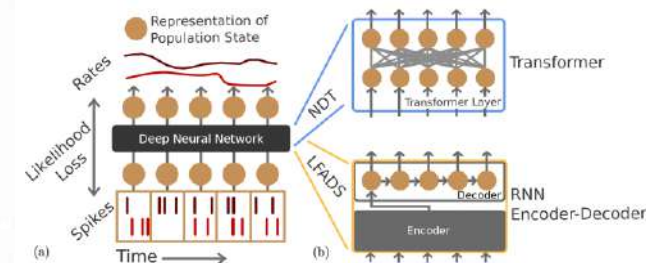 Representation of
Population State
Rates
Likelihood
Loss
Deep Neural Network
Spikes
(a)
Time
NDT
LFADS
Transformer
Transformer Layer
Decoder
RNN
Encoder-Decoder
Encoder
(b)